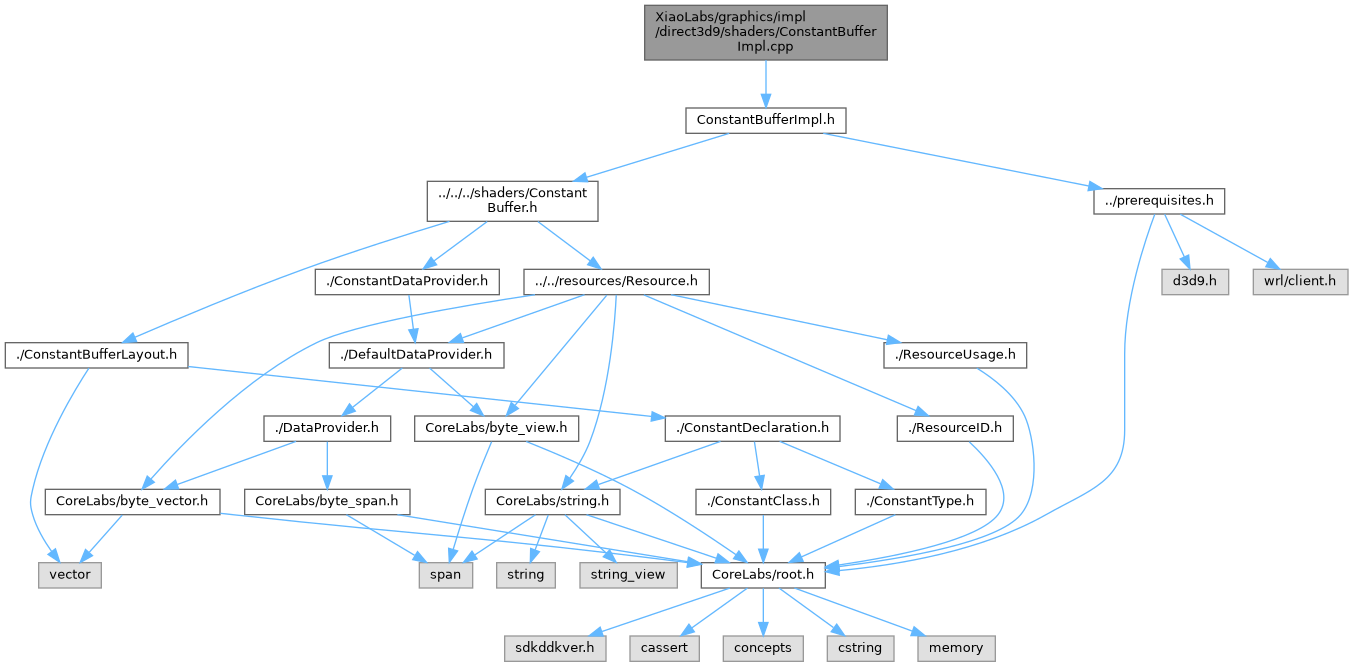 XiaoLabs/graphics/impl
/direct3d9/shaders/ConstantBuffer
Impl.cpp
ConstantBufferImpl.h
../../../shaders/Constant
Buffer.h
../prerequisites.h
./ConstantDataProvider.h
../../resources/Resource.h
d3d9.h
wrl/client.h
./ConstantBufferLayout.h
./DefaultDataProvider.h
./ResourceUsage.h
./DataProvider.h
CoreLabs/byte_view.h
./ConstantDeclaration.h
./ResourceID.h
CoreLabs/byte_vector.h
CoreLabs/byte_span.h
CoreLabs/string.h
./ConstantClass.h
./ConstantType.h
vector
span
string
string_view
CoreLabs/root.h
sdkddkver.h
cassert
concepts
cstring
memory